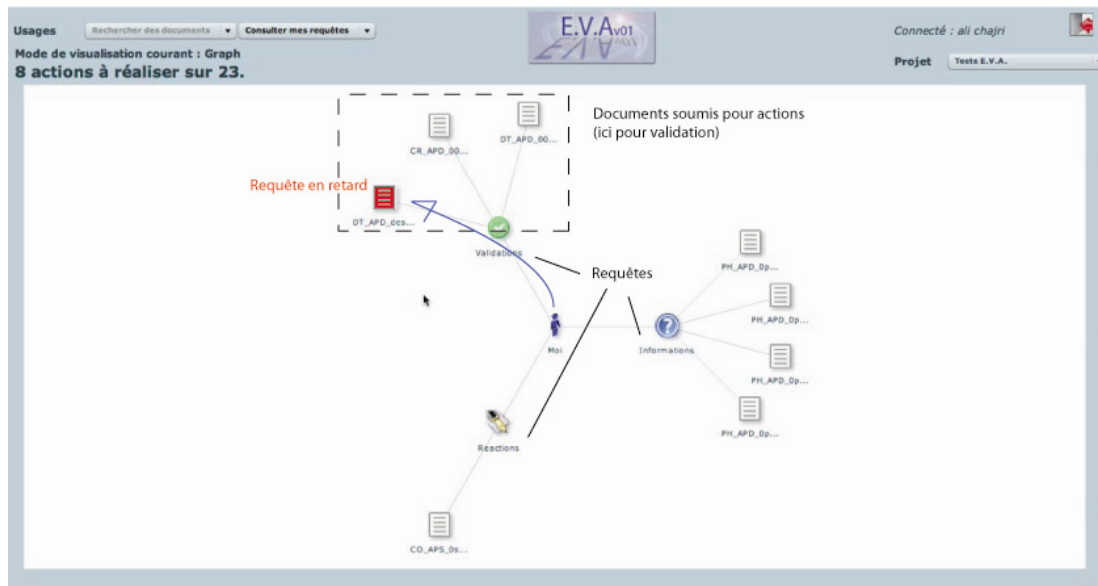 Usages
Rechercher des documents
Consulter mes requêtes
E.V.A v01
Connecté : ali chajri
Mode de visualisation courant : Graph
8 actions à réaliser sur 23.
Projet
Tests E.V.A.
Documents soumis pour actions
(ici pour validation)
CR_APD_00...
DT_APD_00...
Requête en retard
DT_APD_des...
Validations
Requêtes
PH_APD_0p...
PH_APD_0p...
Moi
Informations
PH_APD_0p...
PH_APD_0p...
Reactions
CO_APS_0s...